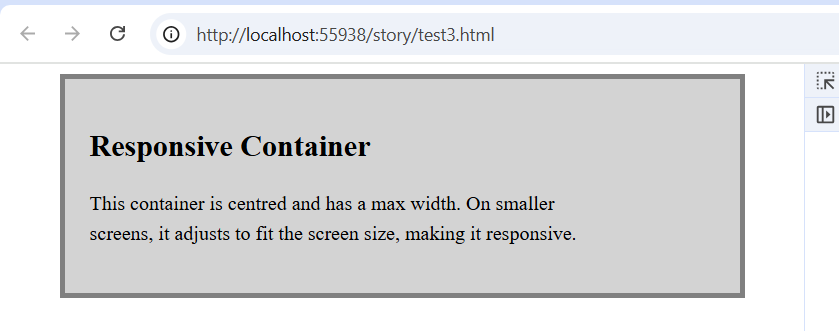 http://localhost:55938/story/test3.html
Responsive Container
This container is centred and has a max width. On smaller
screens, it adjusts to fit the screen size, making it responsive.